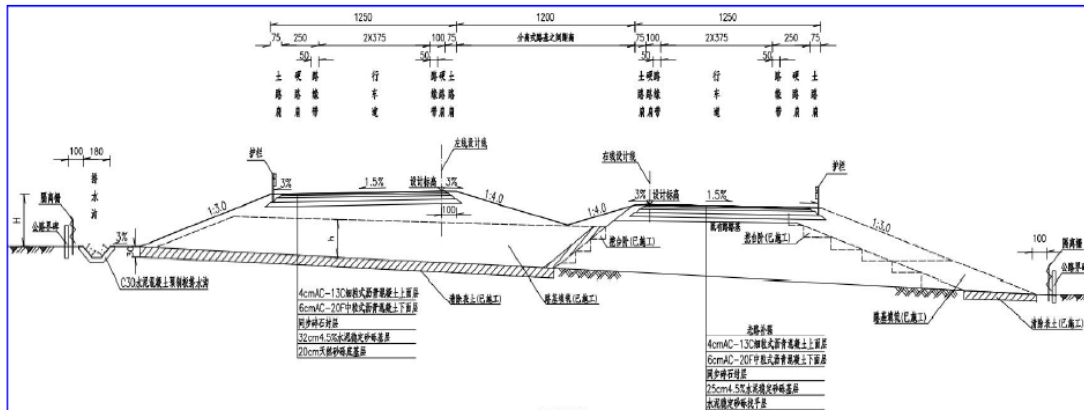 1250 1200 1250
75 250 2X375 100 75 分离式路基之间距离 75 100 2X375 250 75
50 50 50 50
土路肩 硬路肩 路缘带 行车道 路缘带 硬路肩 土路肩 土路肩 硬路肩 路缘带 行车道 路缘带 硬路肩 土路肩
左线设计线 右线设计线
护栏 护栏
100 180
排水沟
隔离栅
公路界碑
H
3% 1.5% 设计标高 3% 3% 设计标高 1.5%
1:3.0 1:4.0 1:4.0 1:3.0
100
h
3%
挖台阶(已施工)
挖台阶(已施工)
100
隔离栅
公路界碑
C30水泥混凝土预制板排水沟
清除表土(已施工)
路基填筑(已施工)
路基填筑(已施工)
清除表土(已施工)
4cmAC-13C细粒式沥青混凝土上面层
6cmAC-20F中粒式沥青混凝土下面层
同步碎石封层
32cm4.5%水泥稳定砂砾基层
20cm天然砂砾底基层
老路补强
4cmAC-13C细粒式沥青混凝土上面层
6cmAC-20F中粒式沥青混凝土下面层
同步碎石封层
25cm4.5%水泥稳定砂砾基层
水泥稳定砂砾找平层